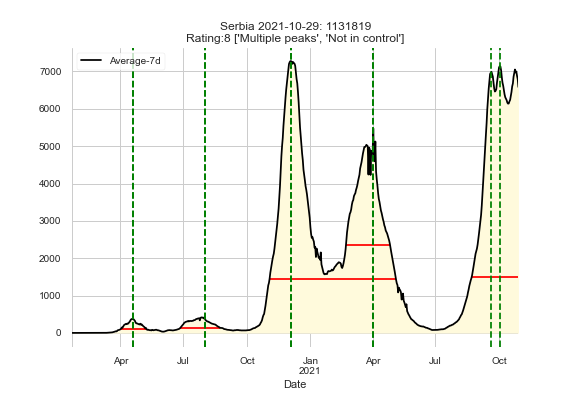 Serbia 2021-10-29: 1131819
Rating:8 ['Multiple peaks', 'Not in control']
Average-7d
7000
6000
5000
4000
3000
2000
1000
0
Apr Jul Oct Jan Apr Jul Oct
2021
Date